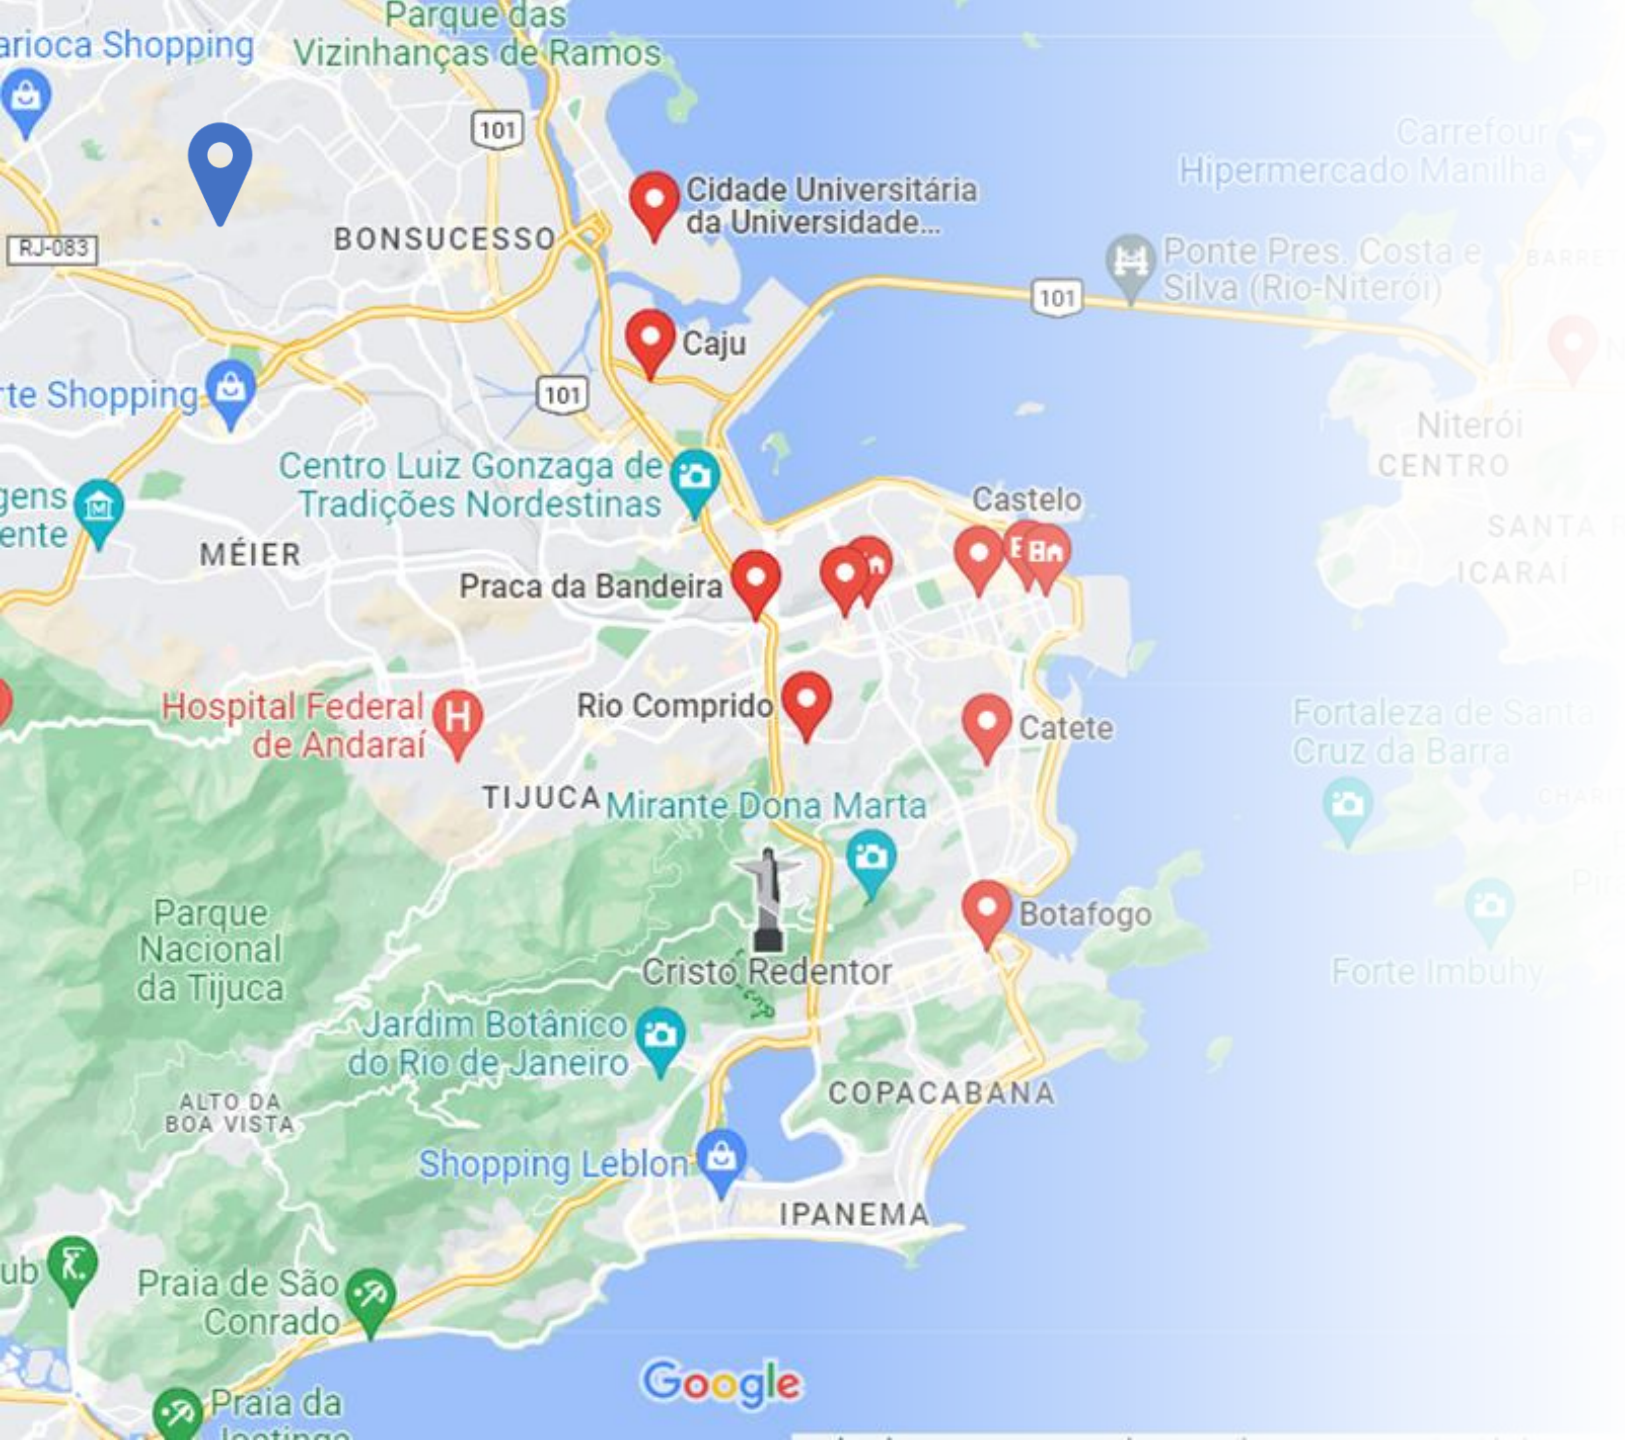 Parque das
Vizinhanças de Ramos
arioca Shopping
101
Carrefour
Hipermercado Manilha
Cidade Universitária
da Universidade...
RJ-083
BONSUCESSO
Ponte Pres. Costa e
Silva (Rio-Niterói)
BARRET
101
Caju
N
rte Shopping
101
Niterói
CENTRO
Centro Luiz Gonzaga de
Tradições Nordestinas
gens
ente
Castelo
SANTA R
MÉIER
ICARAÍ
Praca da Bandeira
Hospital Federal
de Andaraí
H
Rio Comprido
Catete
Fortaleza de Santa
Cruz da Barra
TIJUCA
Mirante Dona Marta
CHARIT
Parque
Nacional
da Tijuca
Botafogo
Cristo Redentor
Forte Imbuhy
Jardim Botânico
do Rio de Janeiro
ALTO DA
BOA VISTA
COPACABANA
Shopping Leblon
IPANEMA
ub
Praia de São
Conrado
Google
Praia da